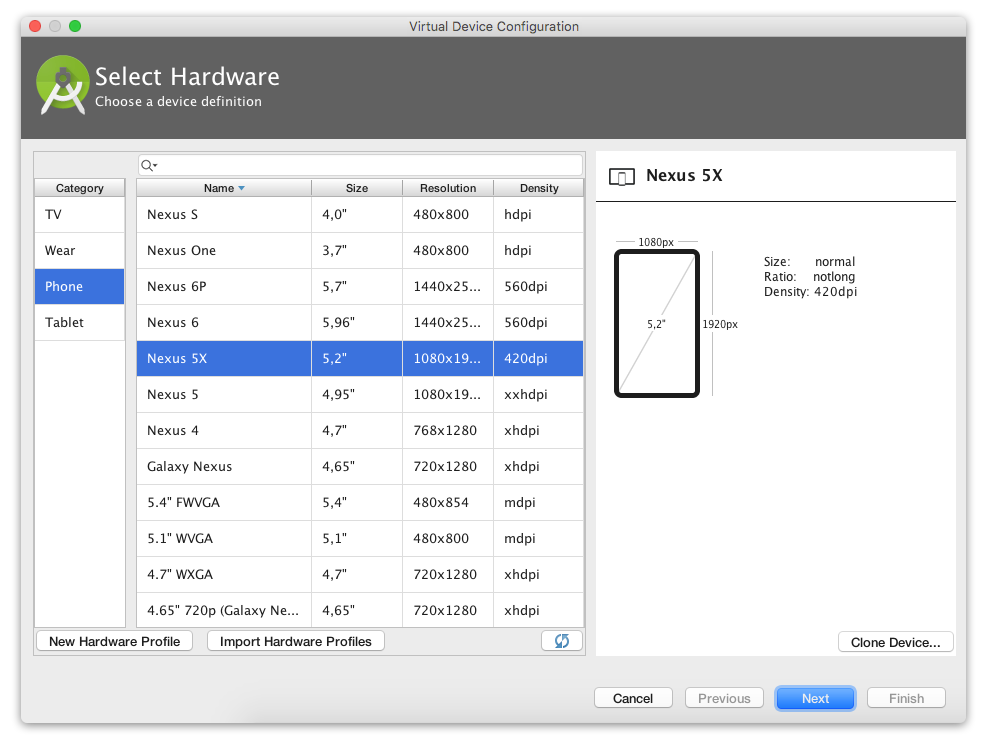 Virtual Device Configuration
Select Hardware
Choose a device definition
Category
TV
Wear
Phone
Tablet
Name Size Resolution Density
Nexus S 4,0" 480x800 hdpi
Nexus One 3,7" 480x800 hdpi
Nexus 6P 5,7" 1440x25... 560dpi
Nexus 6 5,96" 1440x25... 560dpi
Nexus 5X 5,2" 1080x19... 420dpi
Nexus 5 4,95" 1080x19... xxhdpi
Nexus 4 4,7" 768x1280 xhdpi
Galaxy Nexus 4,65" 720x1280 xhdpi
5.4" FWVGA 5,4" 480x854 mdpi
5.1" WVGA 5,1" 480x800 mdpi
4.7" WXGA 4,7" 720x1280 xhdpi
4.65" 720p (Galaxy Ne... 4,65" 720x1280 xhdpi
New Hardware Profile Import Hardware Profiles
Nexus 5X
1080px
5,2"
1920px
Size: normal
Ratio: notlong
Density: 420dpi
Clone Device...
Cancel Previous Next Finish